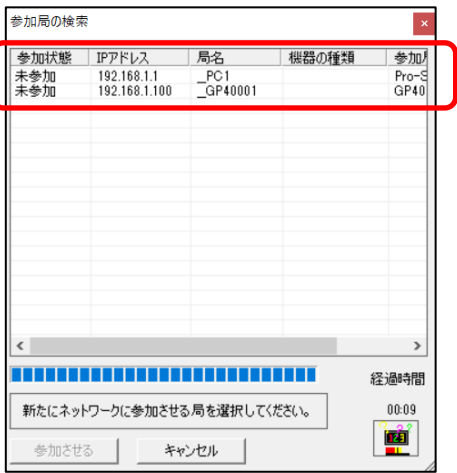 参加局の検索
参加状態 IPアドレス 局名 機器の種類 参加
未参加 192.168.1.1 _PC1 Pro-S
未参加 192.168.1.100 _GP40001 GP40
経過時間
新たにネットワークに参加させる局を選択してください。 00:09
参加させる キャンセル
123